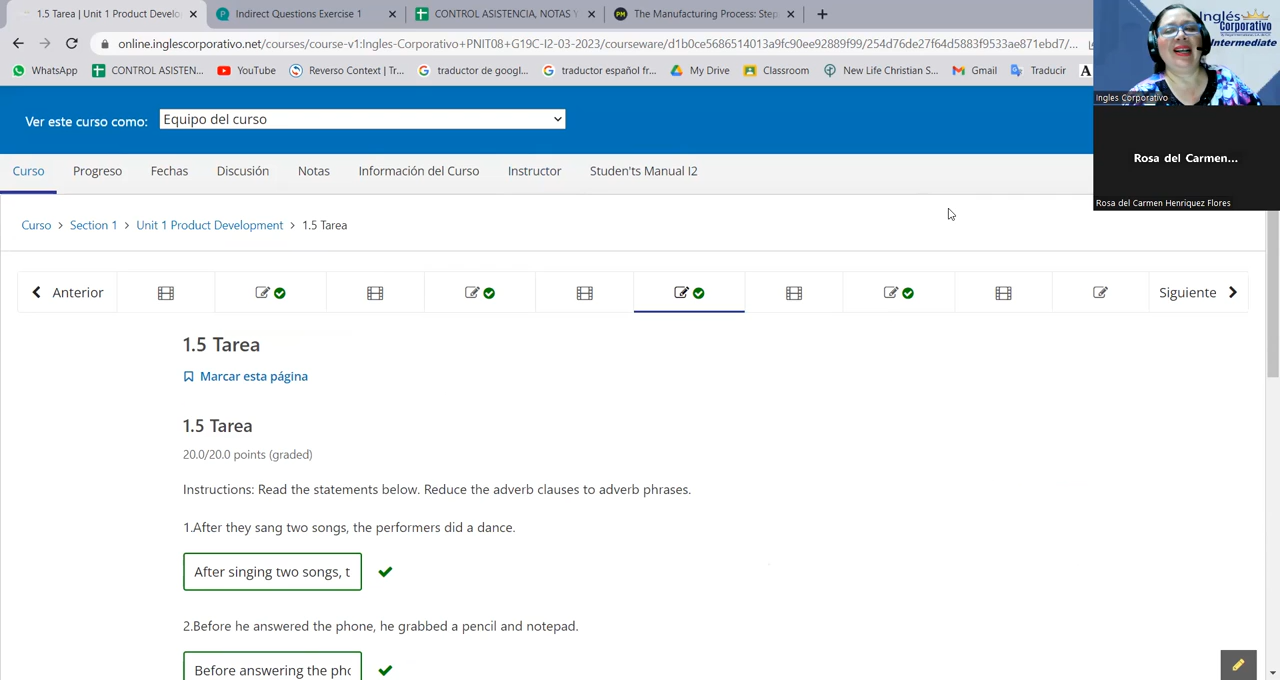 1.5 Tarea | Unit 1 Product Develo
Indirect Questions Exercise 1
CONTROL ASISTENCIA, NOTAS Y
The Manufacturing Process: Step
online.inglescorporativo.net/courses/course-v1:Ingles-Corporativo+PNIT01+G19C-I2-03-2023/courseware/d1b0ce5686514013a9fc90ee92889f99/254d76de27f64d5883f9533ae871ebd7/...
WhatsApp
CONTROL ASISTEN...
YouTube
Reverso Context | Tr...
traductor de googl...
traductor español fr...
My Drive
Classroom
New Life Christian S...
Gmail
Traducir
Inglés
Corporativo
Intermediate
Ingles Corporativo
Rosa del Carmen...
Rosa del Carmen Henriquez Flores
Ver este curso como:
Equipo del curso
Curso
Progreso
Fechas
Discusión
Notas
Información del Curso
Instructor
Studen'ts Manual I2
Curso > Section 1 > Unit 1 Product Development > 1.5 Tarea
Anterior
Siguiente
1.5 Tarea
Marcar esta página
1.5 Tarea
20.0/20.0 points (graded)
Instructions: Read the statements below. Reduce the adverb clauses to adverb phrases.
1.After they sang two songs, the performers did a dance.
After singing two songs, t
2.Before he answered the phone, he grabbed a pencil and notepad.
Before answering the pho